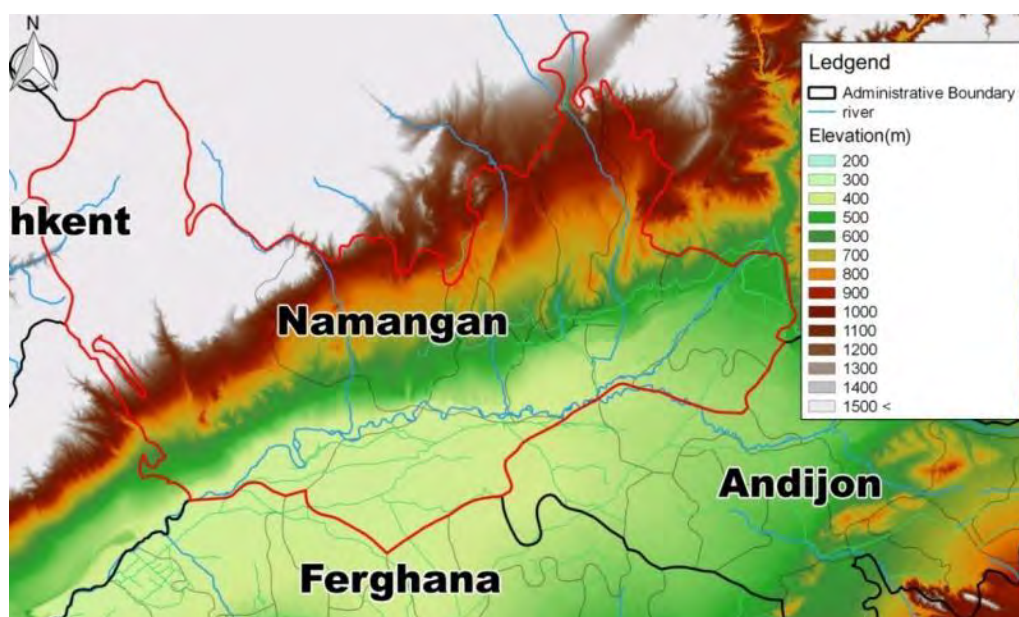 N
Ledgend
Administrative Boundary
river
Elevation(m)
200
300
400
500
600
700
800
900
1000
1100
1200
1300
1400
1500 <
hkent
Namangan
Andijon
Ferghana